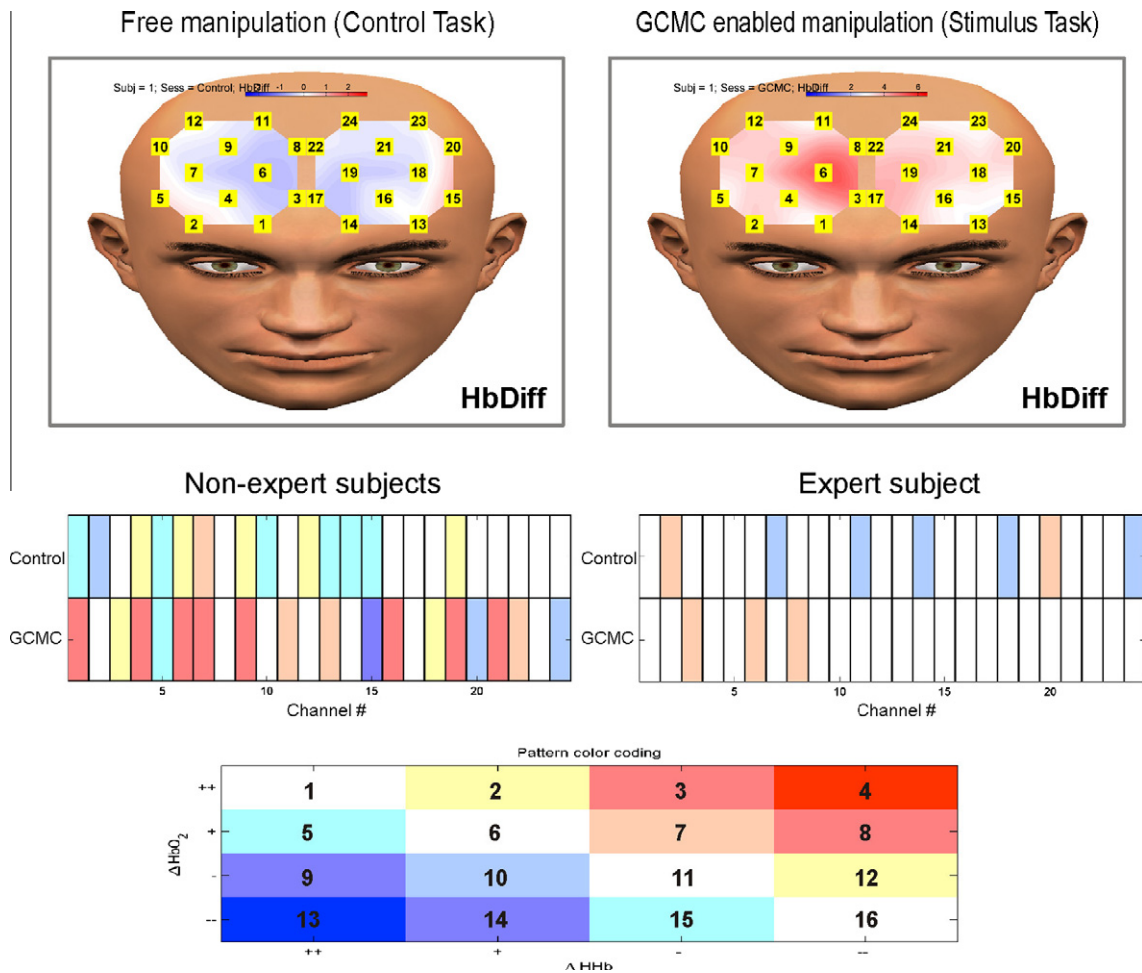 Free manipulation (Control Task)
GCMC enabled manipulation (Stimulus Task)
Subj = 1; Sess = Control; HbDiff
-1 0 1 2
Subj = 1; Sess = GCMC; HbDiff
2 4 6
12 11 24 23
10 9 8 22 21 20
7 6 19 18
5 4 3 17 16 15
2 1 14 13
12 11 24 23
10 9 8 22 21 20
7 6 19 18
5 4 3 17 16 15
2 1 14 13
HbDiff
HbDiff
Non-expert subjects
Control
GCMC
5 10 15 20
Channel #
Expert subject
Control
GCMC
5 10 15 20
Channel #
Pattern color coding
ΔHbO2
++ 1 2 3 4
+ 5 6 7 8
- 9 10 11 12
-- 13 14 15 16
++ + - --
Δ HHb